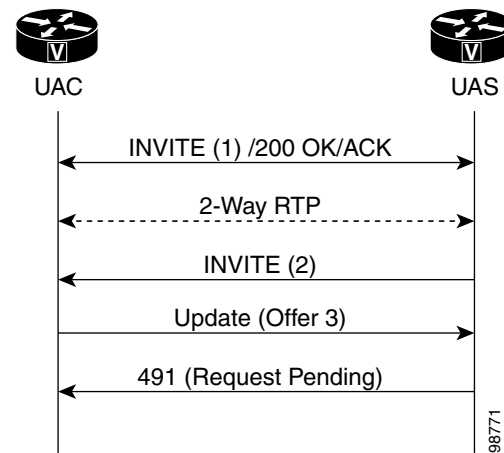 V
V
UAC
UAS
INVITE (1) /200 OK/ACK
2-Way RTP
INVITE (2)
Update (Offer 3)
491 (Request Pending)
98771